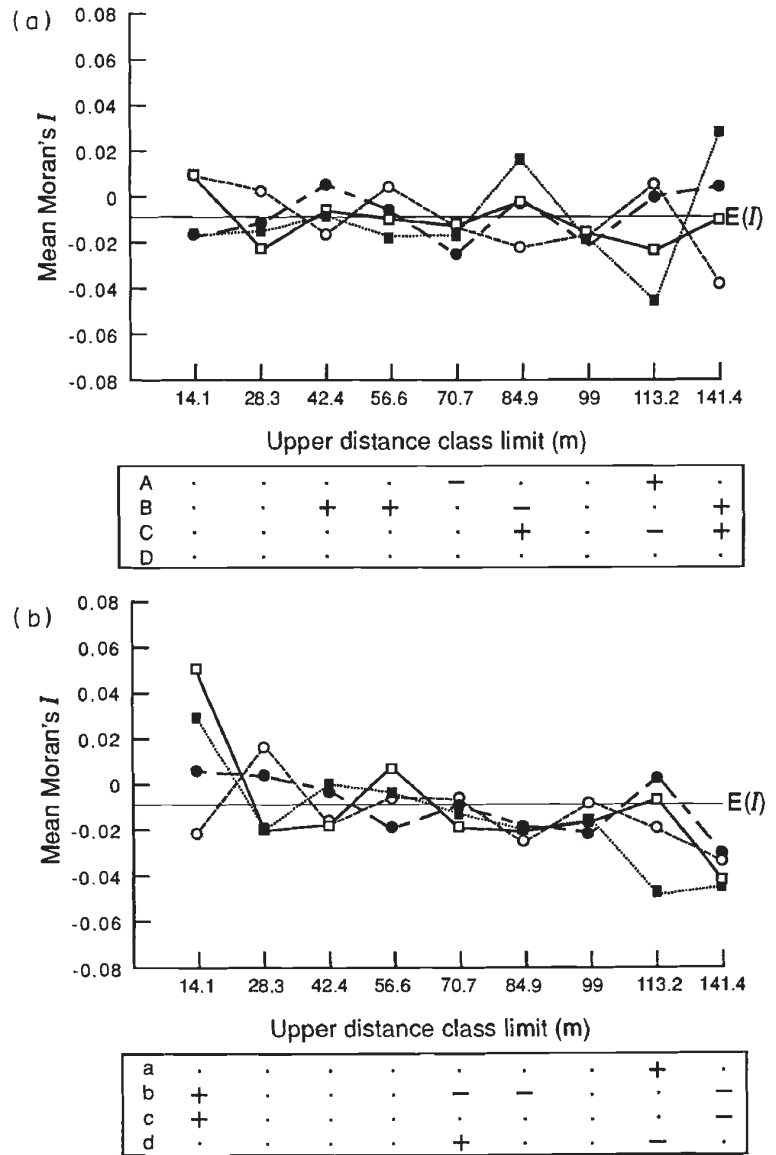 (a)
0.08
0.06
0.04
0.02
0
-0.02
-0.04
-0.06
-0.08
Mean Moran's I
E(I)
14.1 28.3 42.4 56.6 70.7 84.9 99 113.2 141.4
Upper distance class limit (m)
A . . . . − . . + .
B . . + + . − . . +
C . . . . . + . − +
D . . . . . . . . .
(b)
0.08
0.06
0.04
0.02
0
-0.02
-0.04
-0.06
-0.08
Mean Moran's I
E(I)
14.1 28.3 42.4 56.6 70.7 84.9 99 113.2 141.4
Upper distance class limit (m)
a . . . . . . . + .
b + . . . − − . . −
c + . . . . . . . −
d . . . . + . . − .